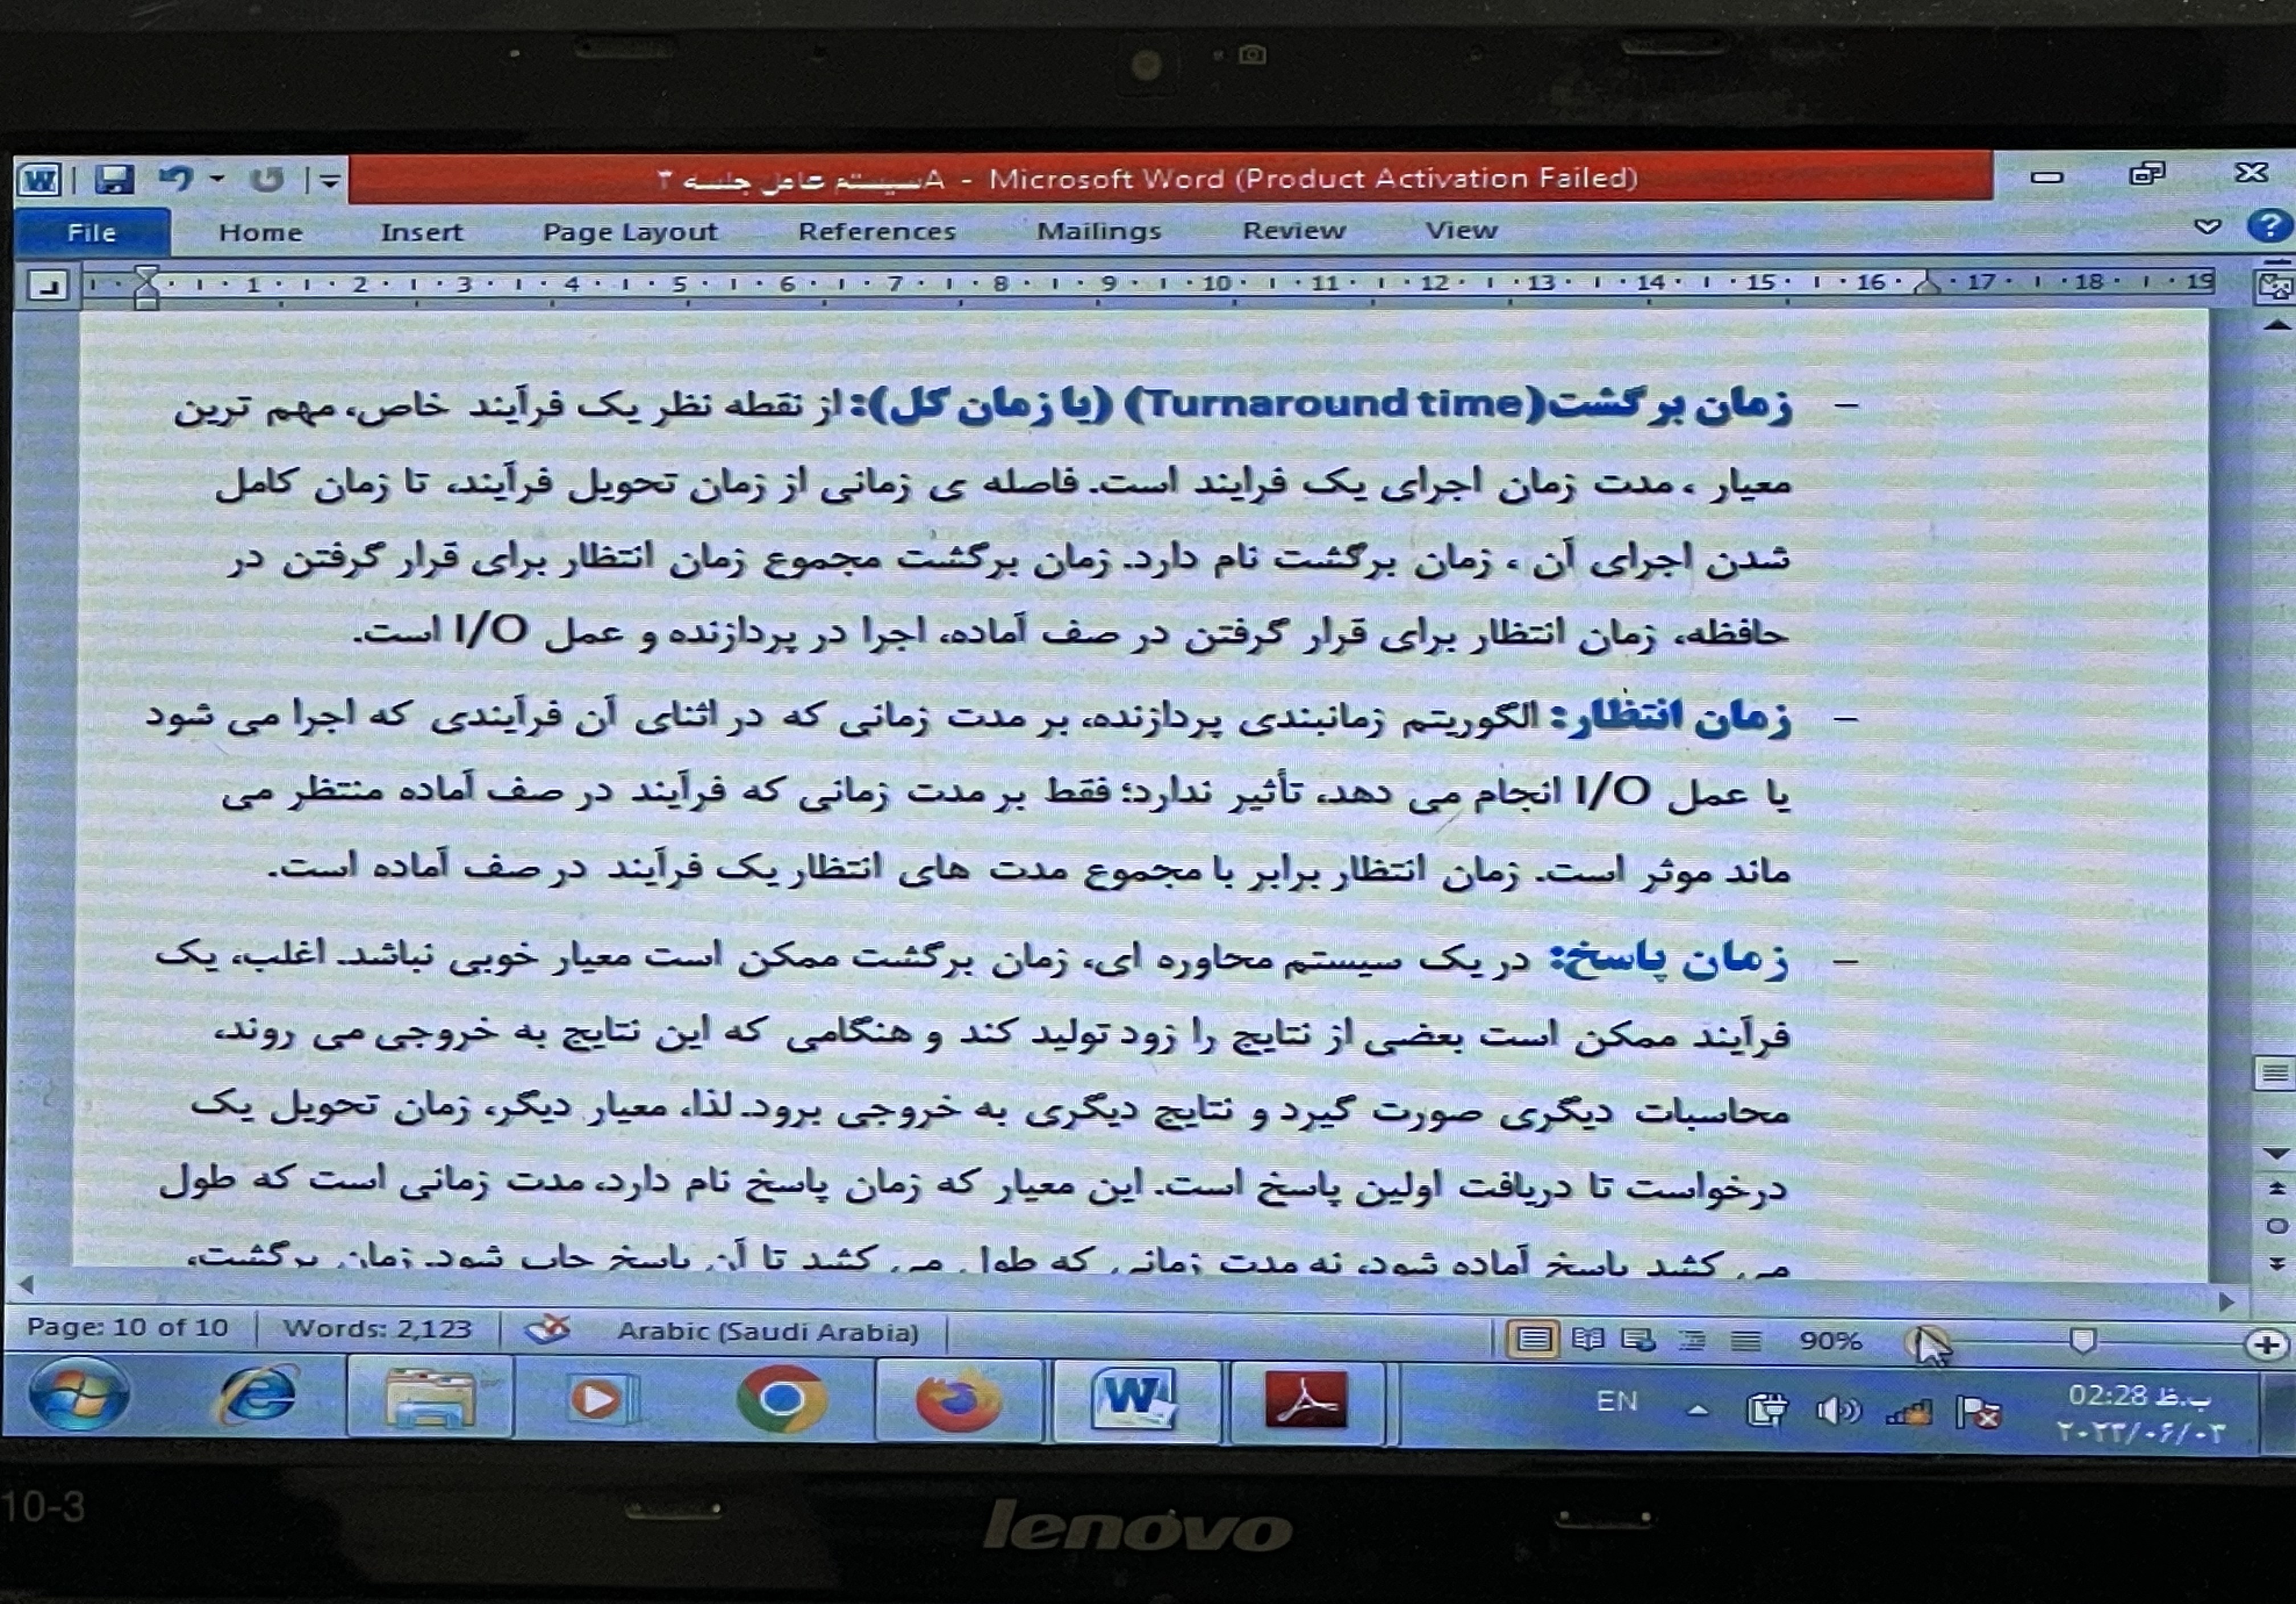 سیستم عامل جلسه ۳A - Microsoft Word (Product Activation Failed)
File Home Insert Page Layout References Mailings Review View
1 2 3 4 5 6 7 8 9 10 11 12 13 14 15 16 17 18 19
– زمان برگشت(Turnaround time) (یا زمان کل): از نقطه نظر یک فرآیند خاص، مهم ترین
معیار ، مدت زمان اجرای یک فرایند است. فاصله ی زمانی از زمان تحویل فرآیند، تا زمان کامل
شدن اجرای آن ، زمان برگشت نام دارد. زمان برگشت مجموع زمان انتظار برای قرار گرفتن در
حافظه، زمان انتظار برای قرار گرفتن در صف آماده، اجرا در پردازنده و عمل I/O است.
– زمان انتظار: الگوریتم زمانبندی پردازنده، بر مدت زمانی که در اثنای آن فرآیندی که اجرا می شود
یا عمل I/O انجام می دهد، تأثیر ندارد؛ فقط بر مدت زمانی که فرآیند در صف آماده منتظر می
ماند موثر است. زمان انتظار برابر با مجموع مدت های انتظار یک فرآیند در صف آماده است.
– زمان پاسخ: در یک سیستم محاوره ای، زمان برگشت ممکن است معیار خوبی نباشد. اغلب، یک
فرآیند ممکن است بعضی از نتایج را زود تولید کند و هنگامی که این نتایج به خروجی می روند،
محاسبات دیگری صورت گیرد و نتایج دیگری به خروجی برود. لذا، معیار دیگر، زمان تحویل یک
درخواست تا دریافت اولین پاسخ است. این معیار که زمان پاسخ نام دارد، مدت زمانی است که طول
می کشد پاسخ آماده شود، نه مدت زمانی که طول می کشد تا آن پاسخ چاپ شود. زمان برگشت،
Page: 10 of 10 Words: 2,123 Arabic (Saudi Arabia) 90%
EN 02:28 ب.ظ
۲۰۲۳/۰۶/۰۳
10-3 lenovo